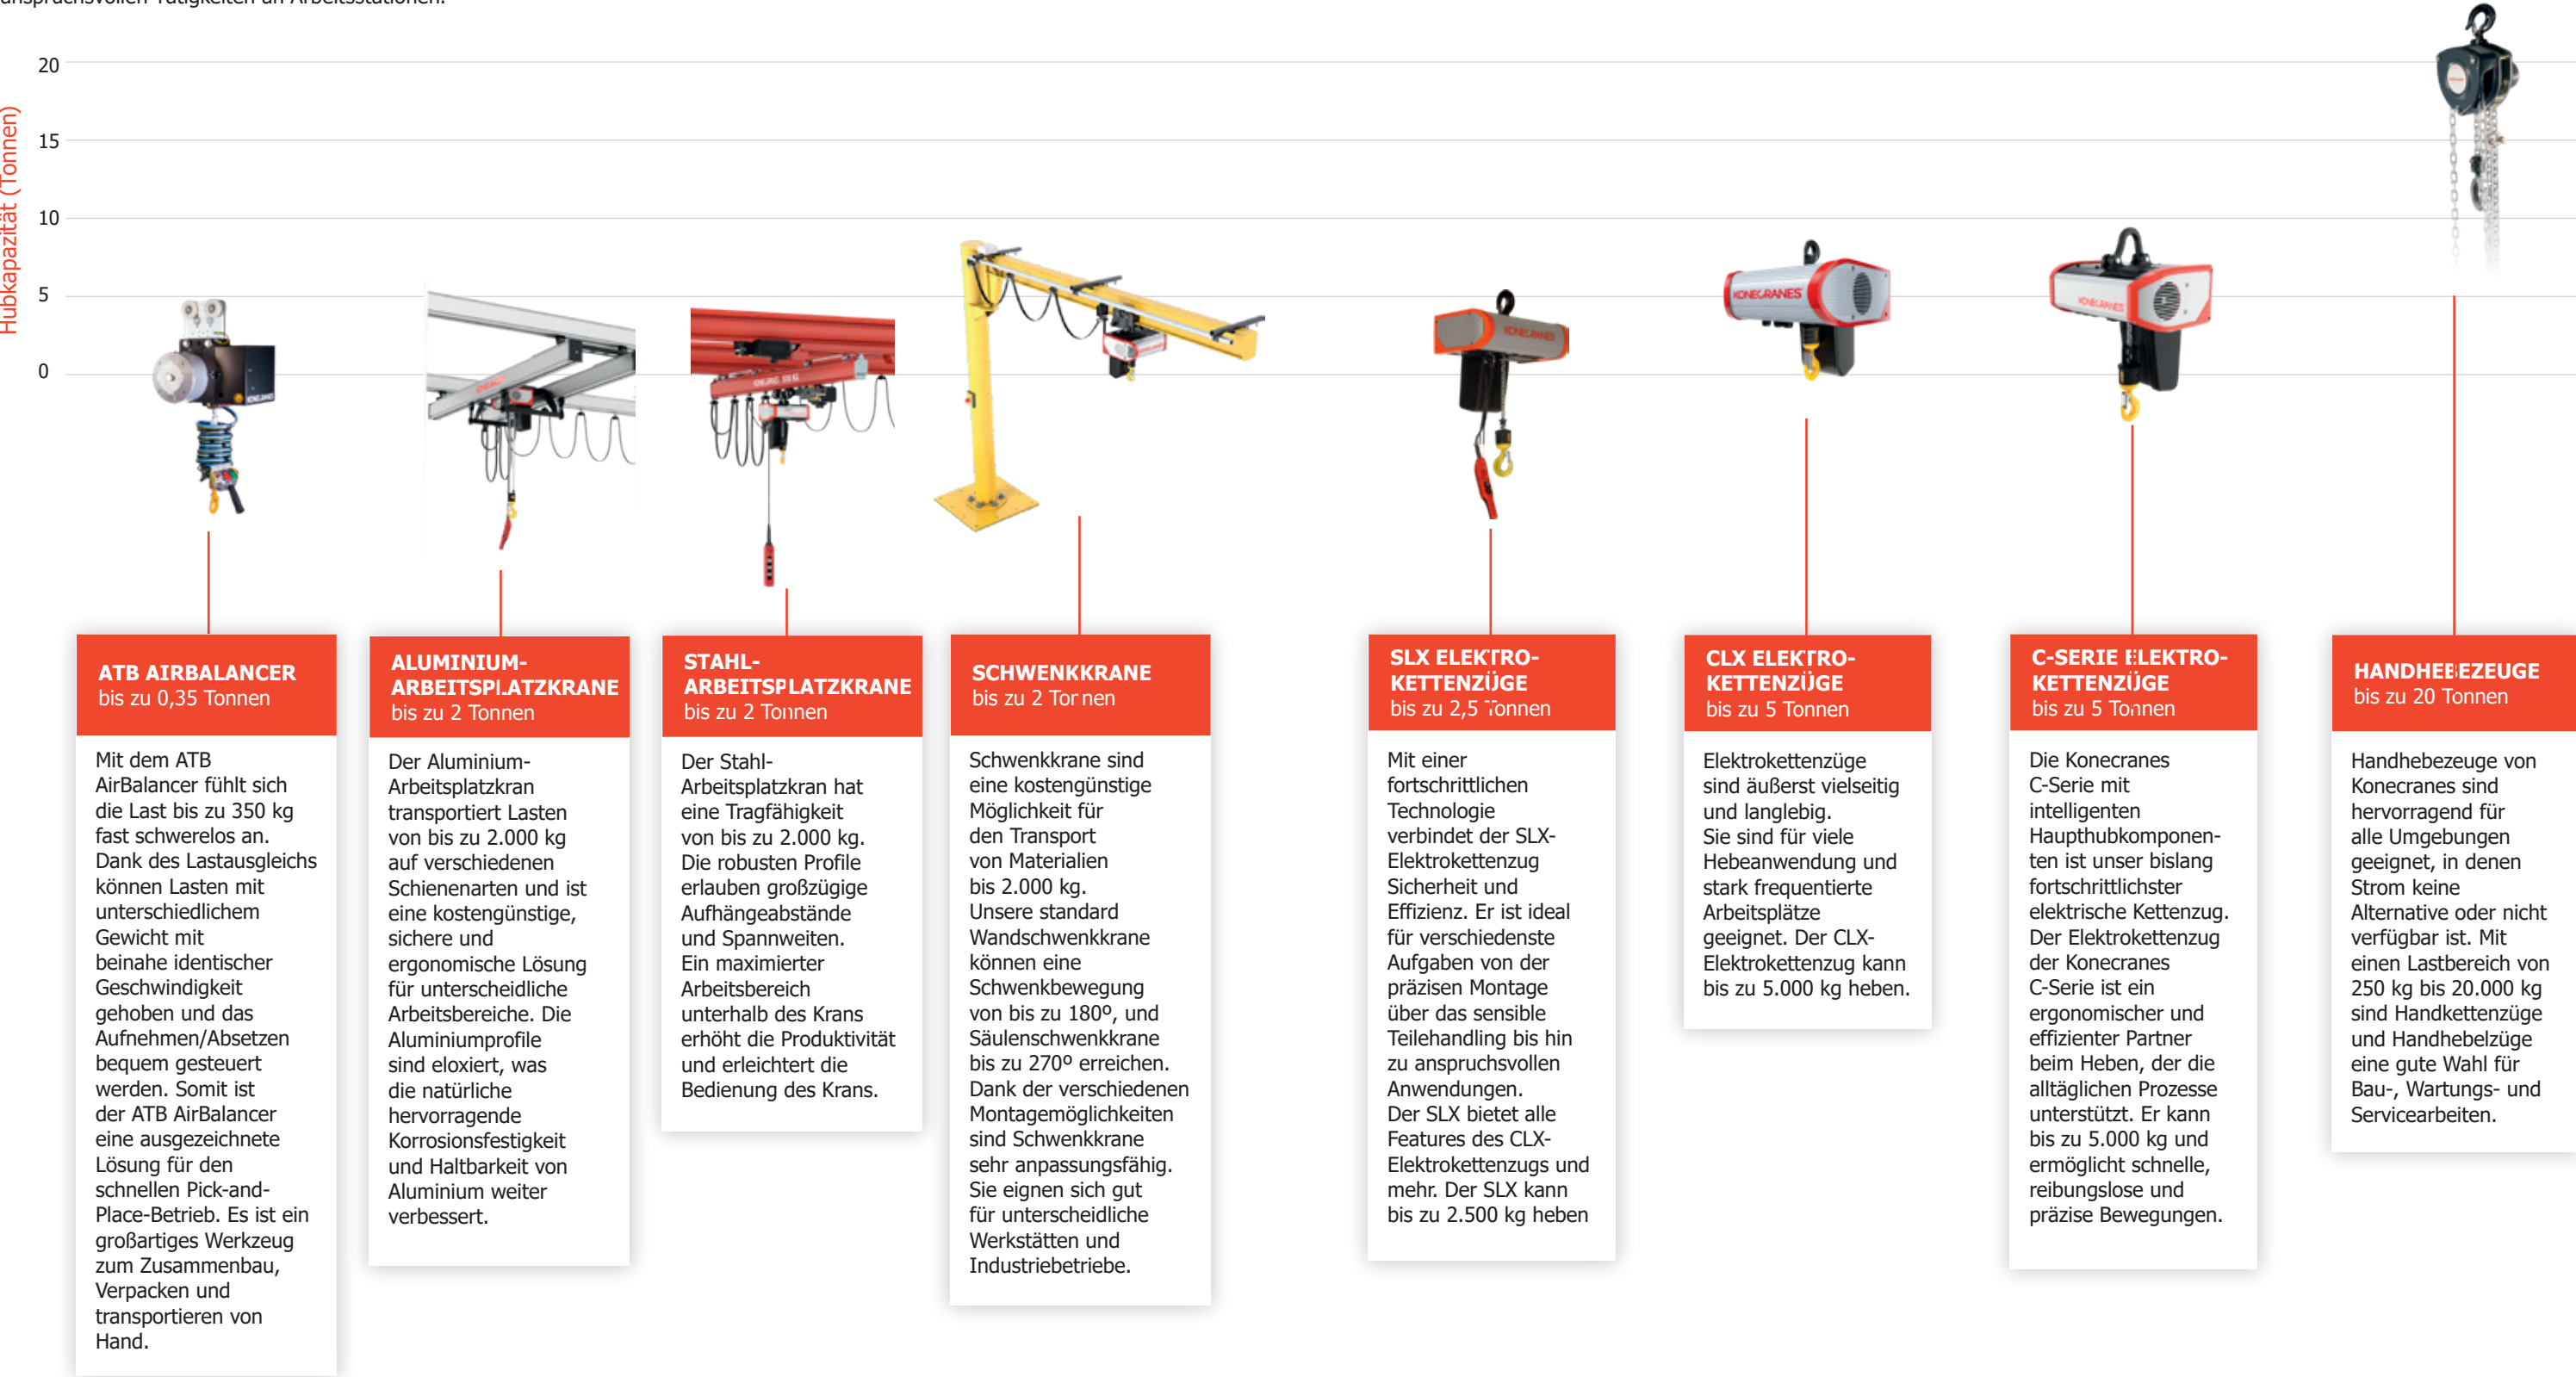 anspruchsvollen Tätigkeiten an Arbeitsstationen.
Hubkapazität (Tonnen)
20
15
10
5
0
KONECRANES
KONECRANES
KONECRANES
ATB AIRBALANCER
bis zu 0,35 Tonnen
Mit dem ATB
AirBalancer fühlt sich
die Last bis zu 350 kg
fast schwerelos an.
Dank des Lastausgleichs
können Lasten mit
unterschiedlichem
Gewicht mit
beinahe identischer
Geschwindigkeit
gehoben und das
Aufnehmen/Absetzen
bequem gesteuert
werden. Somit ist
der ATB AirBalancer
eine ausgezeichnete
Lösung für den
schnellen Pick-and-
Place-Betrieb. Es ist ein
großartiges Werkzeug
zum Zusammenbau,
Verpacken und
transportieren von
Hand.
ALUMINIUM-
ARBEITSPLATZKRANE
bis zu 2 Tonnen
Der Aluminium-
Arbeitsplatzkran
transportiert Lasten
von bis zu 2.000 kg
auf verschiedenen
Schienenarten und ist
eine kostengünstige,
sichere und
ergonomische Lösung
für unterscheidliche
Arbeitsbereiche. Die
Aluminiumprofile
sind eloxiert, was
die natürliche
hervorragende
Korrosionsfestigkeit
und Haltbarkeit von
Aluminium weiter
verbessert.
STAHL-
ARBEITSPLATZKRANE
bis zu 2 Tonnen
Der Stahl-
Arbeitsplatzkran hat
eine Tragfähigkeit
von bis zu 2.000 kg.
Die robusten Profile
erlauben großzügige
Aufhängeabstände
und Spannweiten.
Ein maximierter
Arbeitsbereich
unterhalb des Krans
erhöht die Produktivität
und erleichtert die
Bedienung des Krans.
SCHWENKKRANE
bis zu 2 Tonnen
Schwenkkrane sind
eine kostengünstige
Möglichkeit für
den Transport
von Materialien
bis 2.000 kg.
Unsere standard
Wandschwenkkrane
können eine
Schwenkbewegung
von bis zu 180º, und
Säulenschwenkkrane
bis zu 270º erreichen.
Dank der verschiedenen
Montagemöglichkeiten
sind Schwenkkrane
sehr anpassungsfähig.
Sie eignen sich gut
für unterscheidliche
Werkstätten und
Industriebetriebe.
SLX ELEKTRO-
KETTENZÜGE
bis zu 2,5 Tonnen
Mit einer
fortschrittlichen
Technologie
verbindet der SLX-
Elektrokettenzug
Sicherheit und
Effizienz. Er ist ideal
für verschiedenste
Aufgaben von der
präzisen Montage
über das sensible
Teilehandling bis hin
zu anspruchsvollen
Anwendungen.
Der SLX bietet alle
Features des CLX-
Elektrokettenzugs und
mehr. Der SLX kann
bis zu 2.500 kg heben
CLX ELEKTRO-
KETTENZÜGE
bis zu 5 Tonnen
Elektrokettenzüge
sind äußerst vielseitig
und langlebig.
Sie sind für viele
Hebeanwendung und
stark frequentierte
Arbeitsplätze
geeignet. Der CLX-
Elektrokettenzug kann
bis zu 5.000 kg heben.
C-SERIE ELEKTRO-
KETTENZÜGE
bis zu 5 Tonnen
Die Konecranes
C-Serie mit
intelligenten
Haupthubkomponen-
ten ist unser bislang
fortschrittlichster
elektrische Kettenzug.
Der Elektrokettenzug
der Konecranes
C-Serie ist ein
ergonomischer und
effizienter Partner
beim Heben, der die
alltäglichen Prozesse
unterstützt. Er kann
bis zu 5.000 kg und
ermöglicht schnelle,
reibungslose und
präzise Bewegungen.
HANDHEBEZEUGE
bis zu 20 Tonnen
Handhebezeuge von
Konecranes sind
hervorragend für
alle Umgebungen
geeignet, in denen
Strom keine
Alternative oder nicht
verfügbar ist. Mit
einen Lastbereich von
250 kg bis 20.000 kg
sind Handkettenzüge
und Handhebelzüge
eine gute Wahl für
Bau-, Wartungs- und
Servicearbeiten.